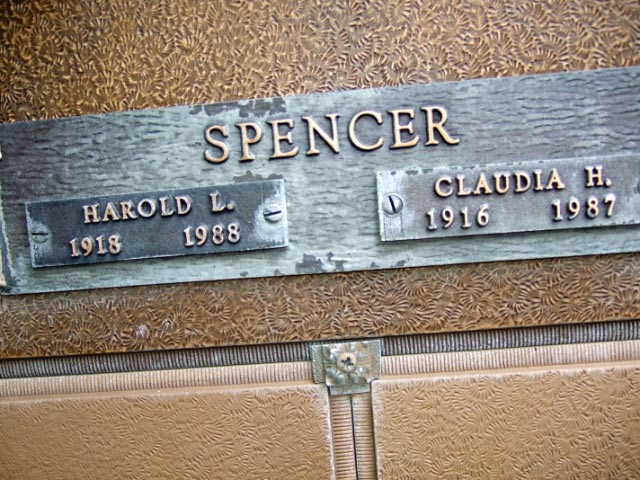 SPENCER
HAROLD L.
1918 1988
CLAUDIA H.
1916 1987